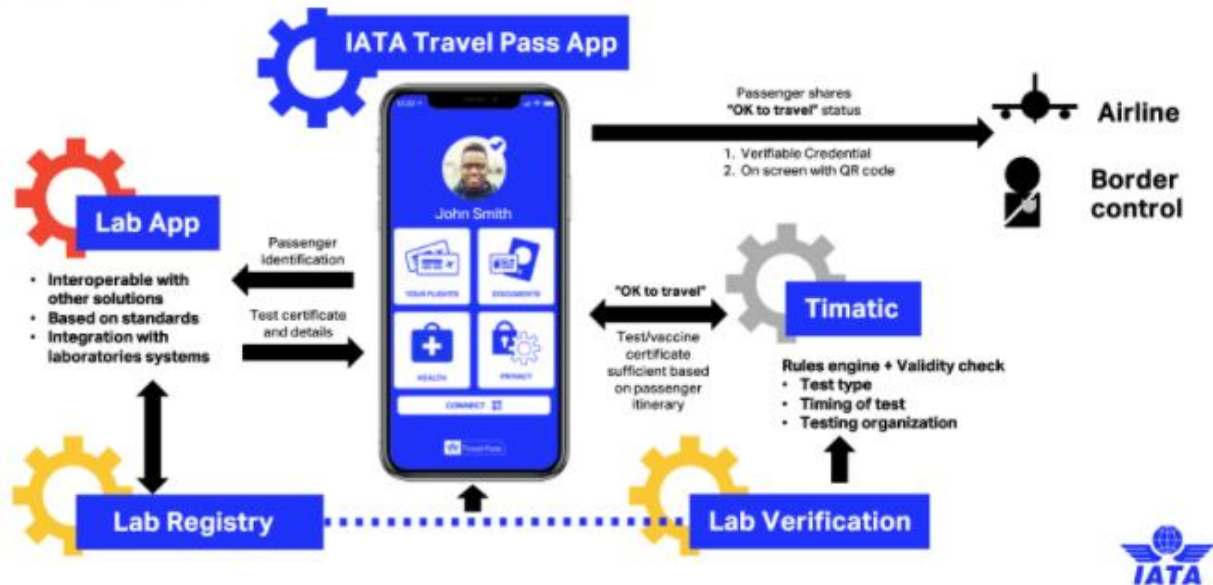 IATA Travel Pass App
Passenger shares
"OK to travel" status
1. Verifiable Credential
2. On screen with QR code
Airline
Border
control
Lab App
• Interoperable with
other solutions
• Based on standards
• Integration with
laboratories systems
Passenger
Identification
Test certificate
and details
John Smith
YOUR FLIGHTS
DOCUMENTS
HEALTH
PRIVACY
CONNECT
Travel Pass
"OK to travel"
Test/vaccine
certificate
sufficient based
on passenger
itinerary
Timatic
Rules engine + Validity check
• Test type
• Timing of test
• Testing organization
Lab Registry
Lab Verification
IATA